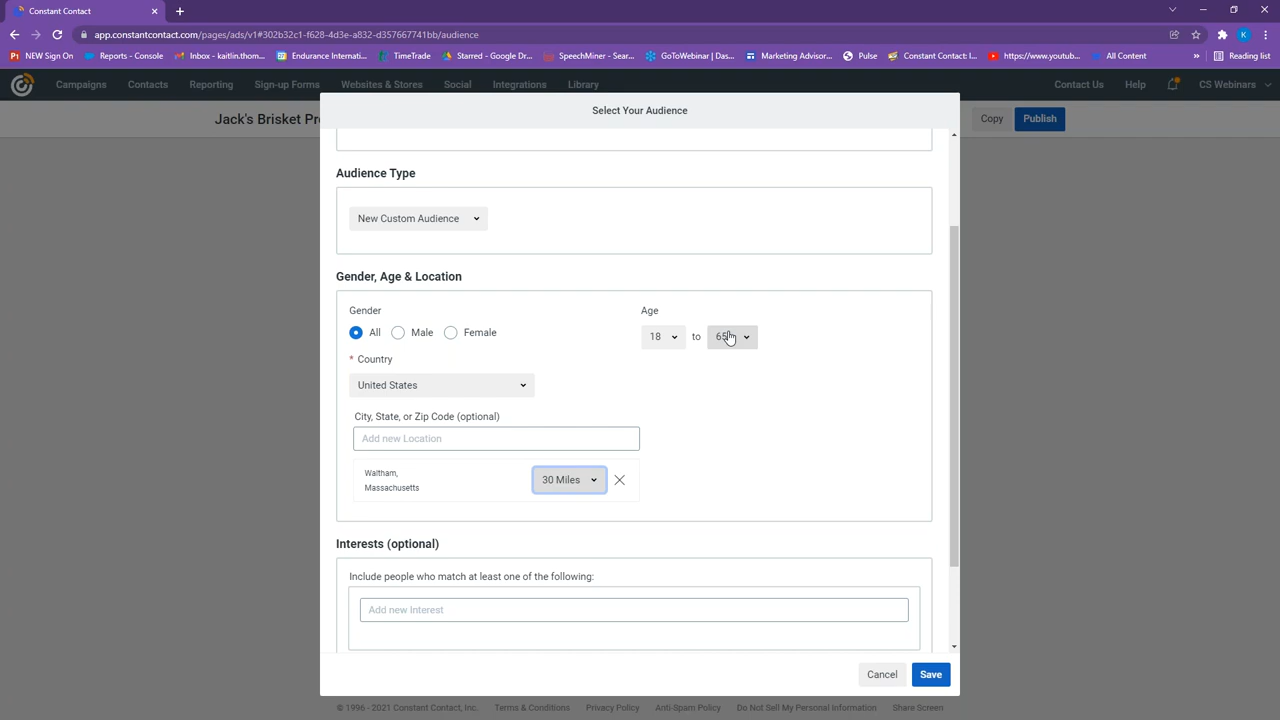 Constant Contact
app.constantcontact.com/pages/ads/v1#302b32c1-f628-4d3e-a832-d357667741bb/audience
NEW Sign On Reports - Console Inbox - kaitlin.thom... Endurance Internati... TimeTrade Starred - Google Dr... SpeechMiner - Sear... GoToWebinar | Das... Marketing Advisor... Pulse Constant Contact: I... https://www.youtub... All Content » Reading list
Campaigns Contacts Reporting Sign-up Forms Websites & Stores Social Integrations Library Contact Us Help CS Webinars
Jack's Brisket Pr
Copy Publish
Select Your Audience
Audience Type
New Custom Audience
Gender, Age & Location
Gender Age
All Male Female 18 to 65
* Country
United States
City, State, or Zip Code (optional)
Add new Location
Waltham,
Massachusetts
30 Miles
Interests (optional)
Include people who match at least one of the following:
Add new Interest
Cancel Save
© 1996 - 2021 Constant Contact, Inc. Terms & Conditions Privacy Policy Anti-Spam Policy Do Not Sell My Personal Information Share Screen